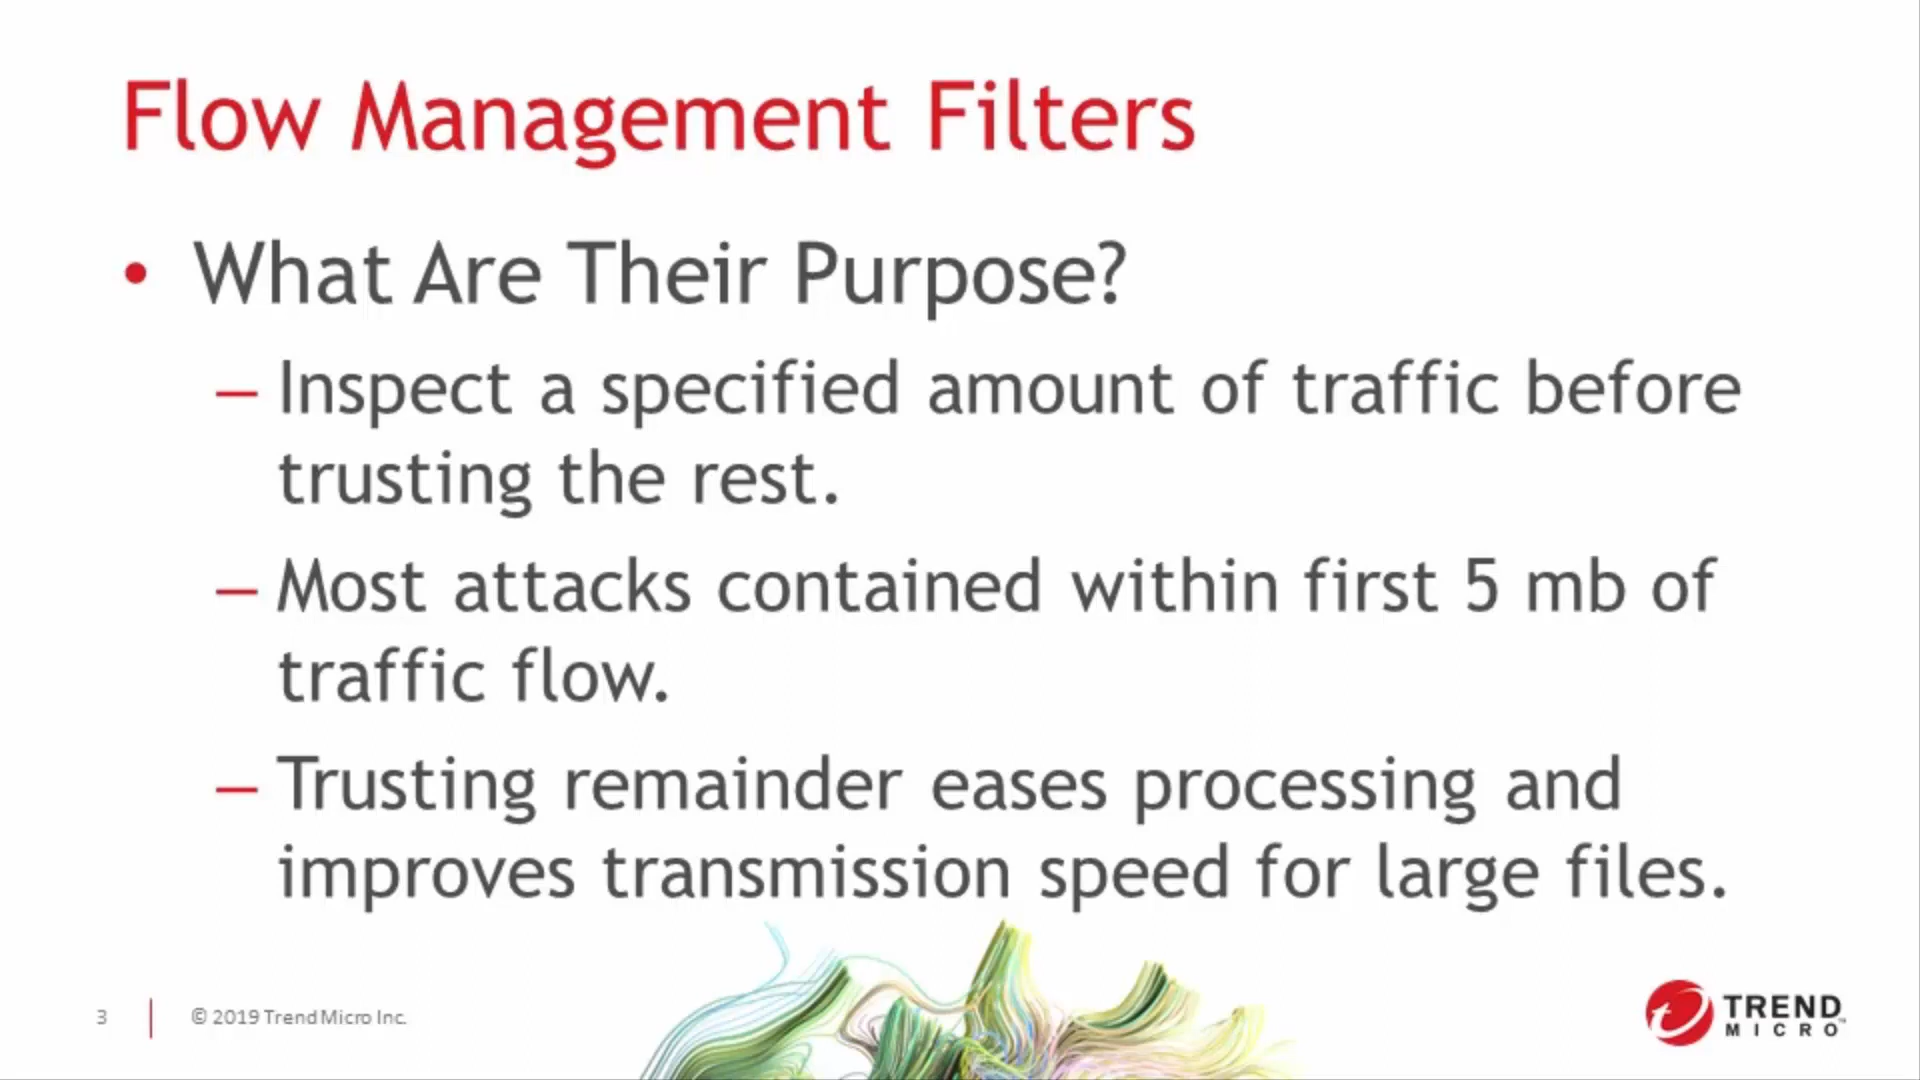 Flow Management Filters
• What Are Their Purpose?
– Inspect a specified amount of traffic before
trusting the rest.
– Most attacks contained within first 5 mb of
traffic flow.
– Trusting remainder eases processing and
improves transmission speed for large files.
3
© 2019 Trend Micro Inc.
TREND
MICRO™